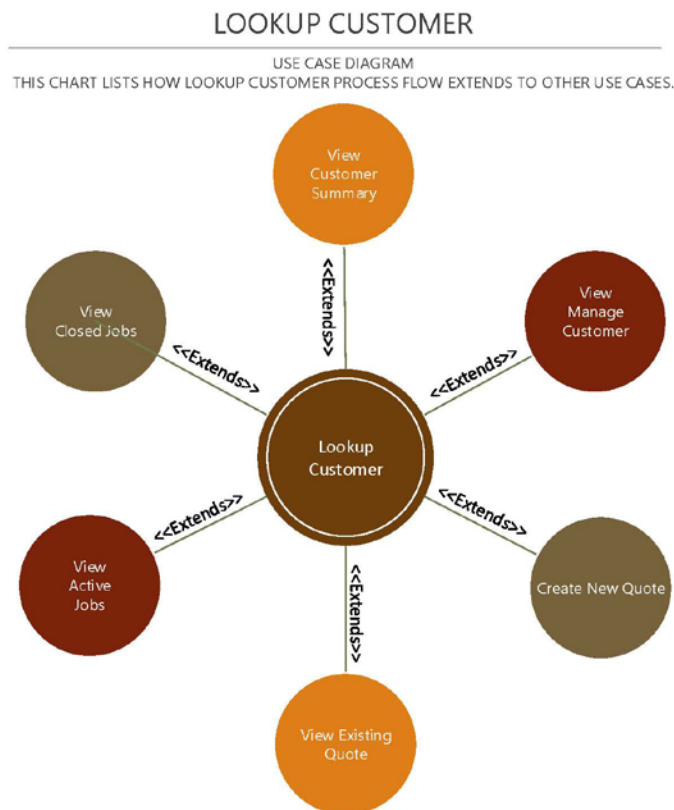 LOOKUP CUSTOMER
USE CASE DIAGRAM
THIS CHART LISTS HOW LOOKUP CUSTOMER PROCESS FLOW EXTENDS TO OTHER USE CASES.
View
Customer
Summary
<<Extends>>
View
Closed Jobs
<<Extends>>
View
Manage
Customer
<<Extends>>
Lookup
Customer
View
Active
Jobs
<<Extends>>
Create New Quote
<<Extends>>
<<Extends>>
View Existing
Quote